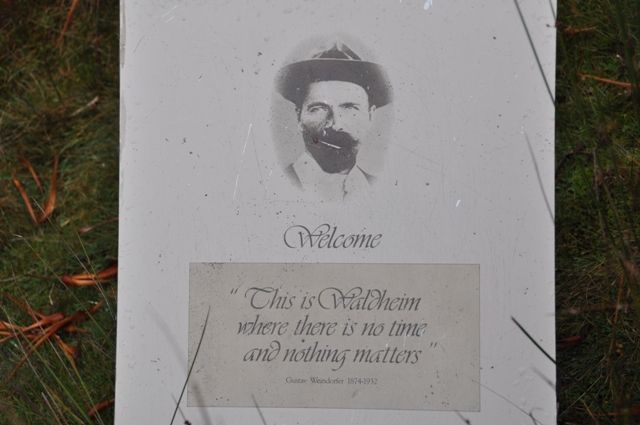 Welcome
“ This is Waldheim
where there is no time
and nothing matters ”
Gustav Weindorfer 1874-1932